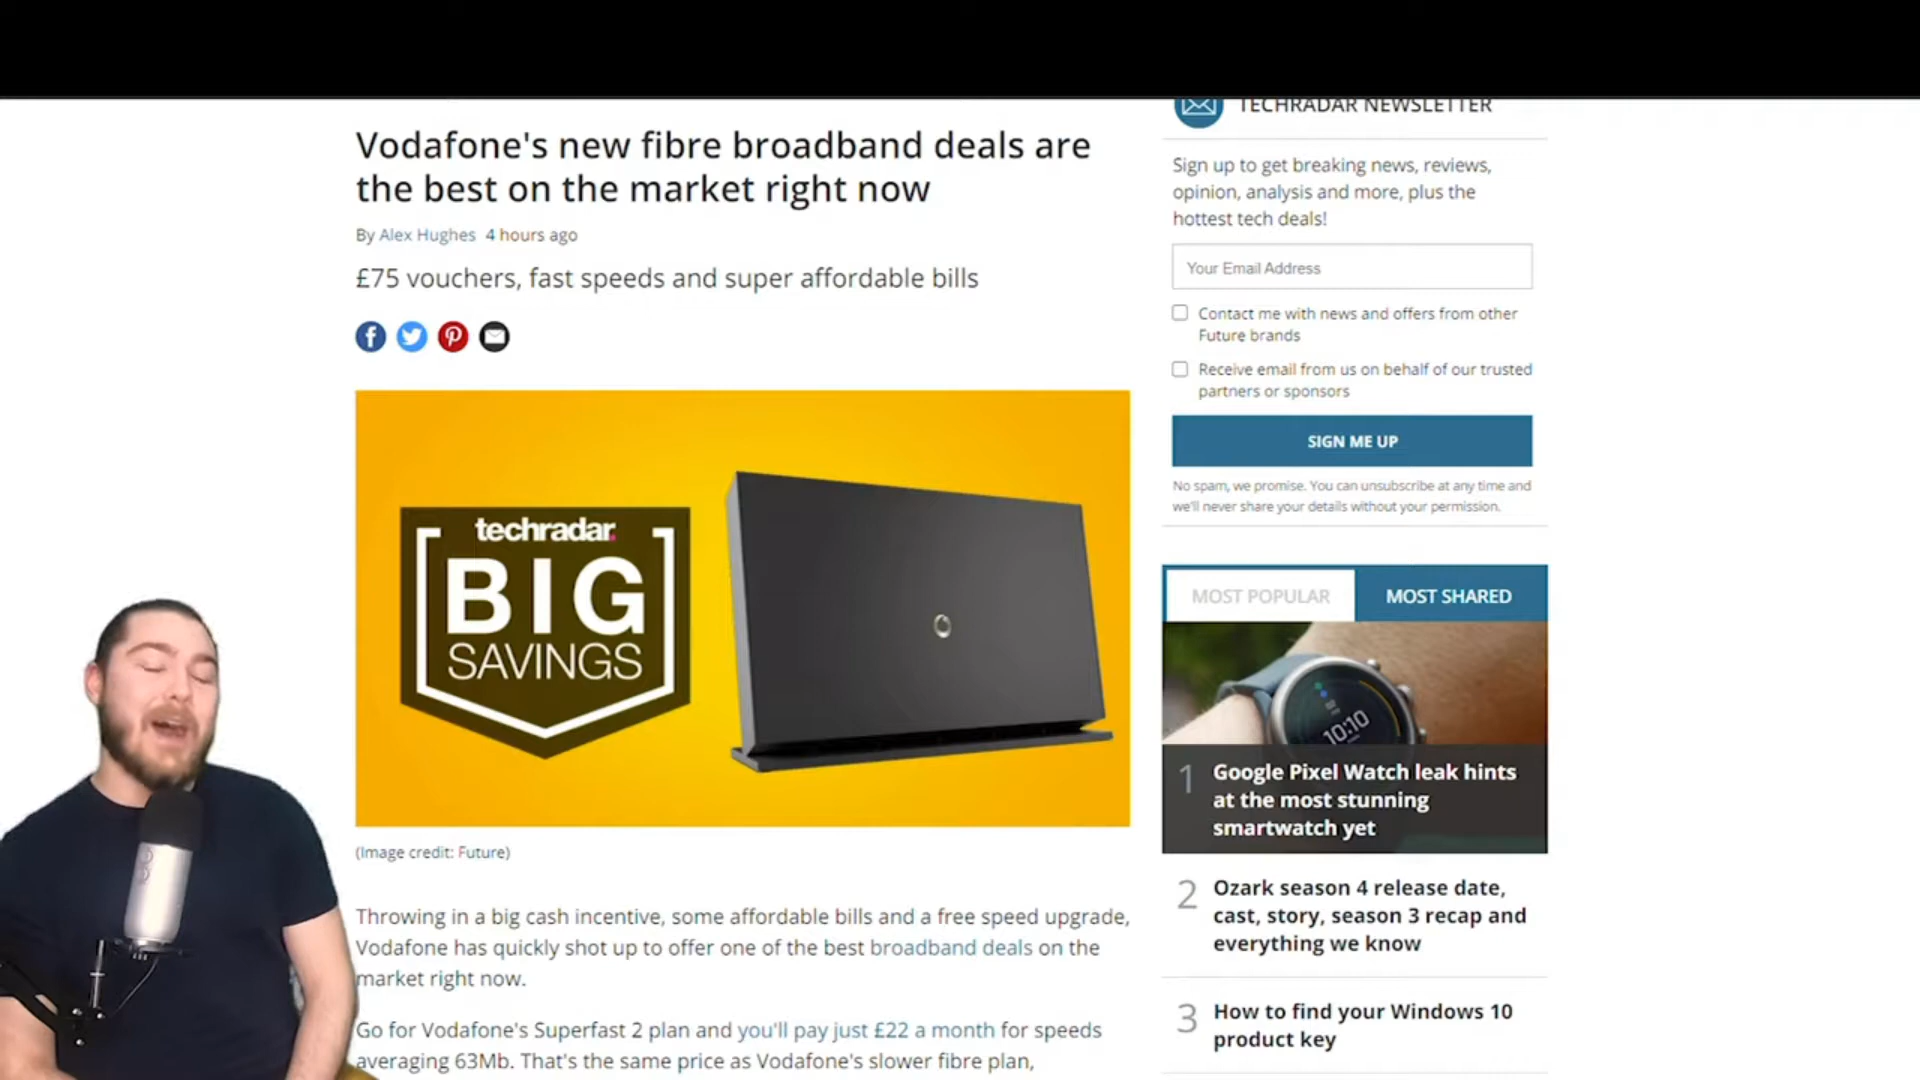 Vodafone's new fibre broadband deals are
the best on the market right now
By Alex Hughes 4 hours ago
£75 vouchers, fast speeds and super affordable bills
techradar.
BIG
SAVINGS
(Image credit: Future)
Throwing in a big cash incentive, some affordable bills and a free speed upgrade,
Vodafone has quickly shot up to offer one of the best broadband deals on the
market right now.
Go for Vodafone's Superfast 2 plan and you'll pay just £22 a month for speeds
averaging 63Mb. That's the same price as Vodafone's slower fibre plan,
TECHRADAR NEWSLETTER
Sign up to get breaking news, reviews,
opinion, analysis and more, plus the
hottest tech deals!
Your Email Address
Contact me with news and offers from other
Future brands
Receive email from us on behalf of our trusted
partners or sponsors
SIGN ME UP
No spam, we promise. You can unsubscribe at any time and
we'll never share your details without your permission.
MOST POPULAR
MOST SHARED
10:10
1 Google Pixel Watch leak hints
at the most stunning
smartwatch yet
2 Ozark season 4 release date,
cast, story, season 3 recap and
everything we know
3 How to find your Windows 10
product key